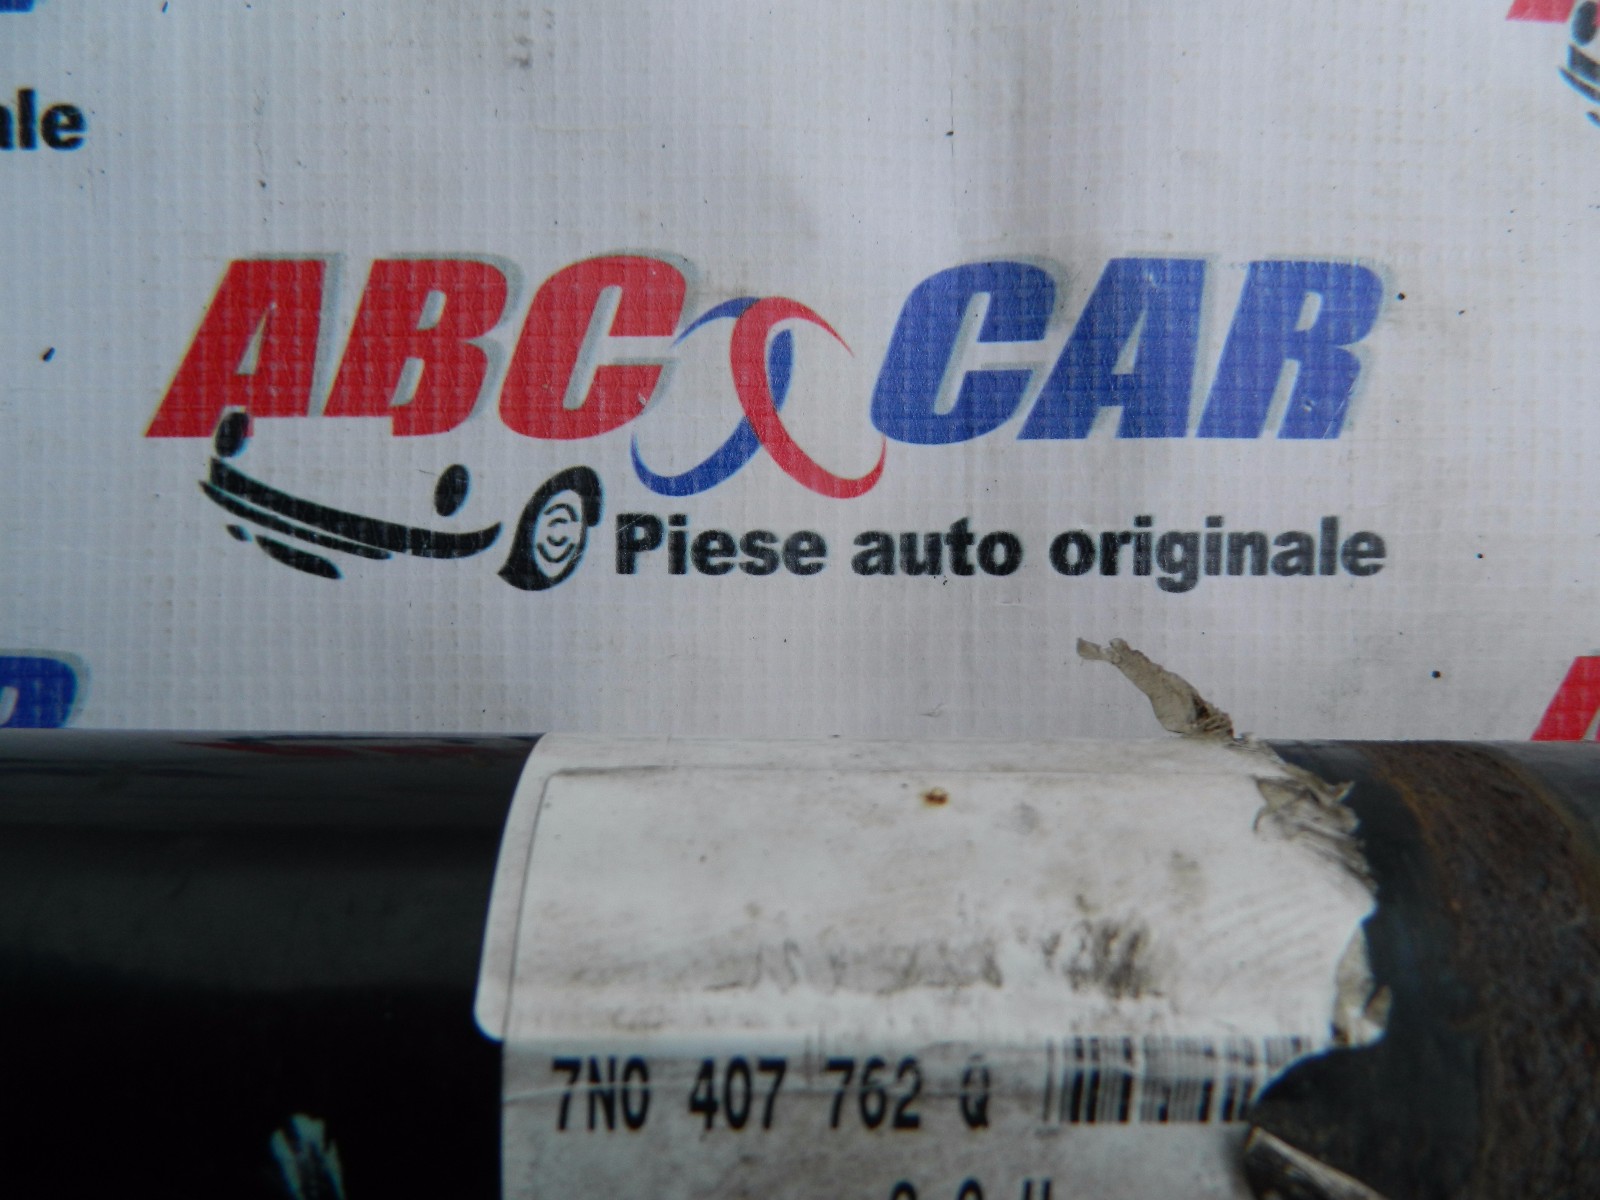 ale
ABC CAR
Piese auto originale
7N0 407 762 Q